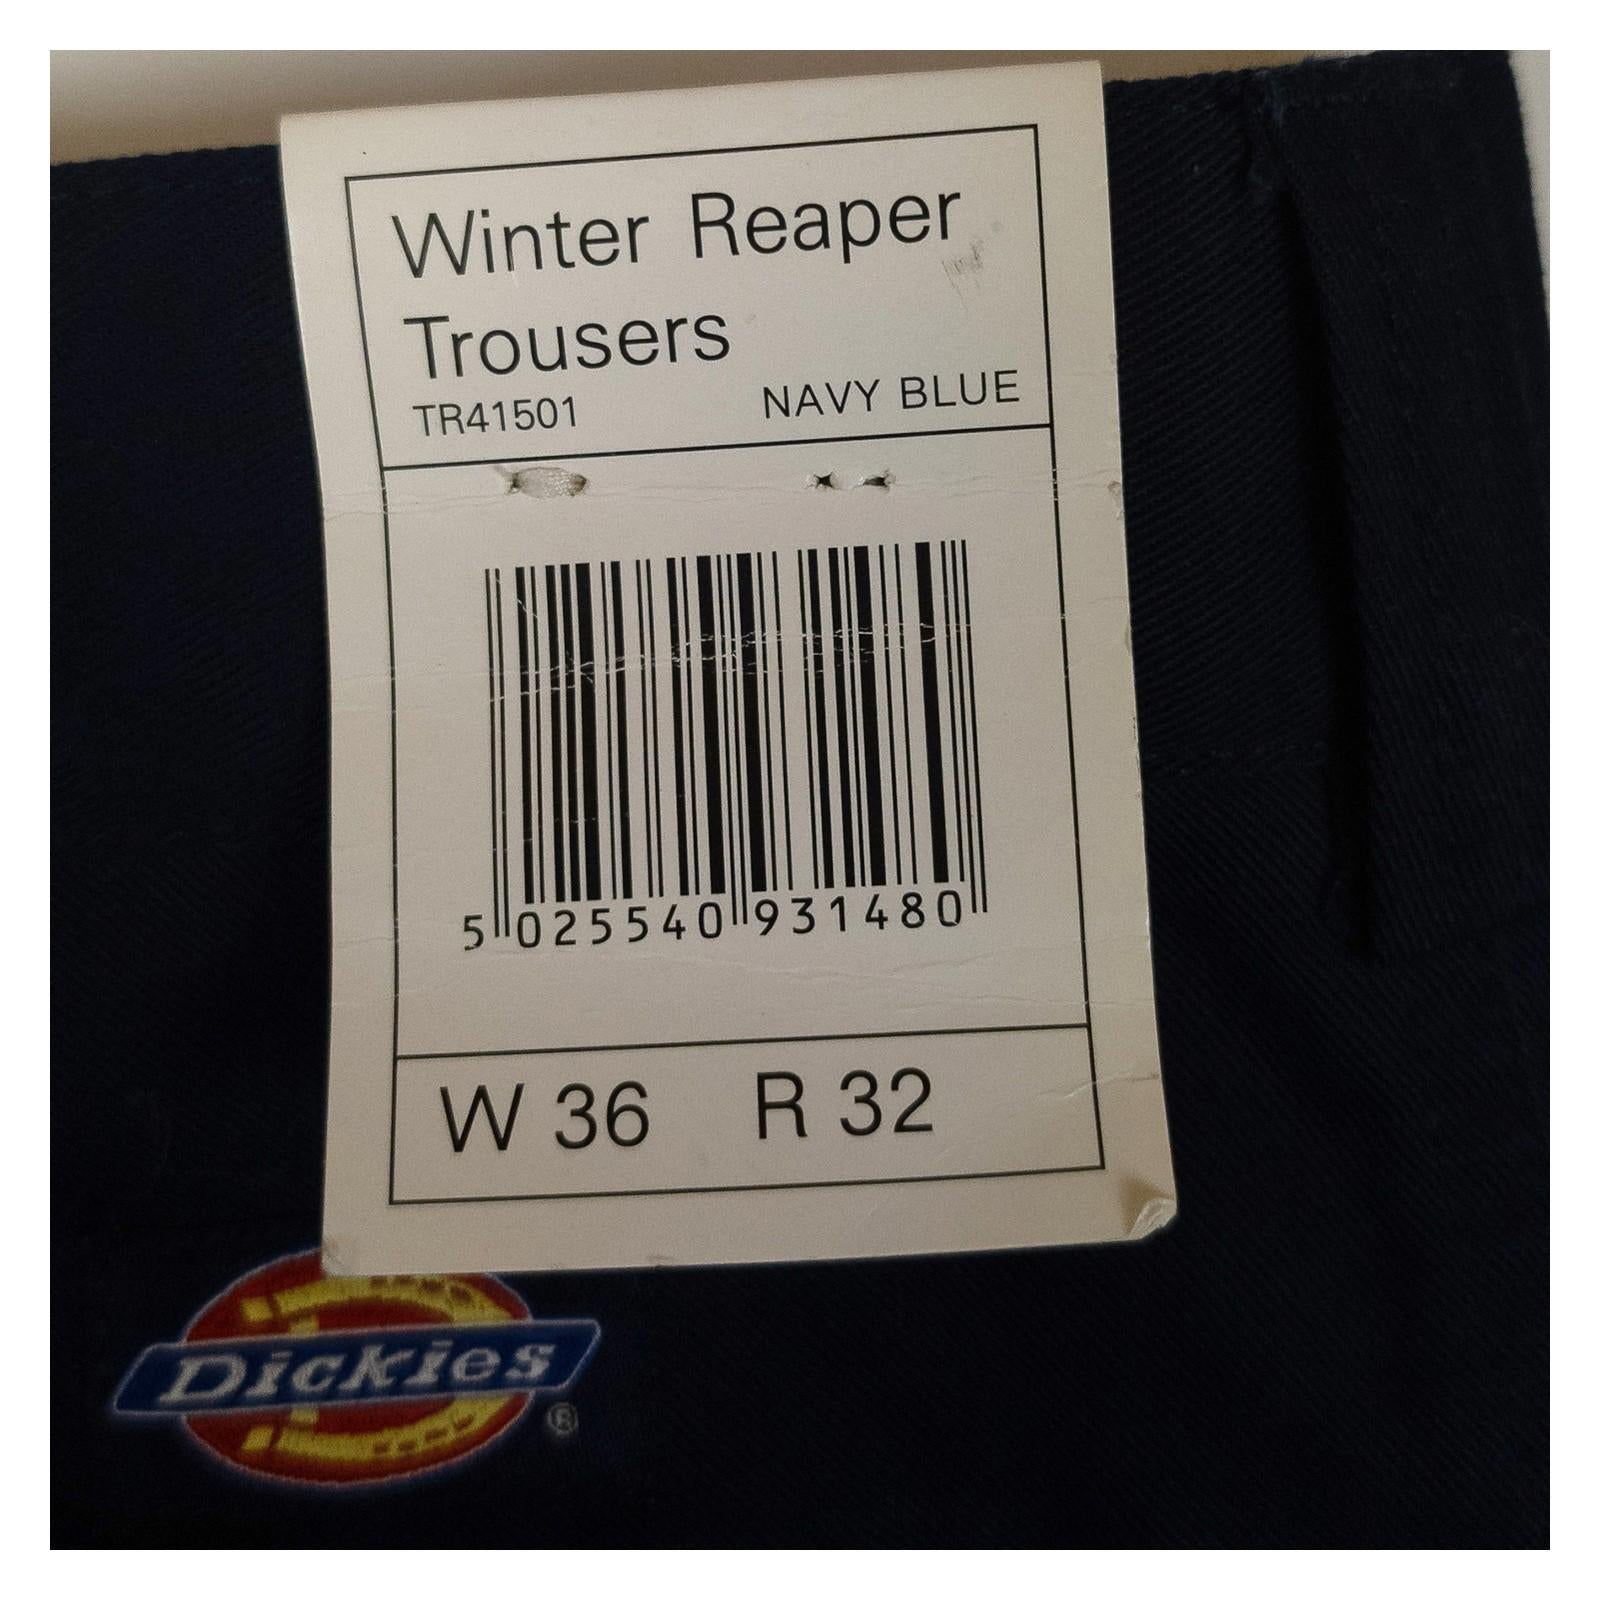 Winter Reaper
Trousers
TR41501 NAVY BLUE
5 025540 931480
W 36 R 32
Dickies
®